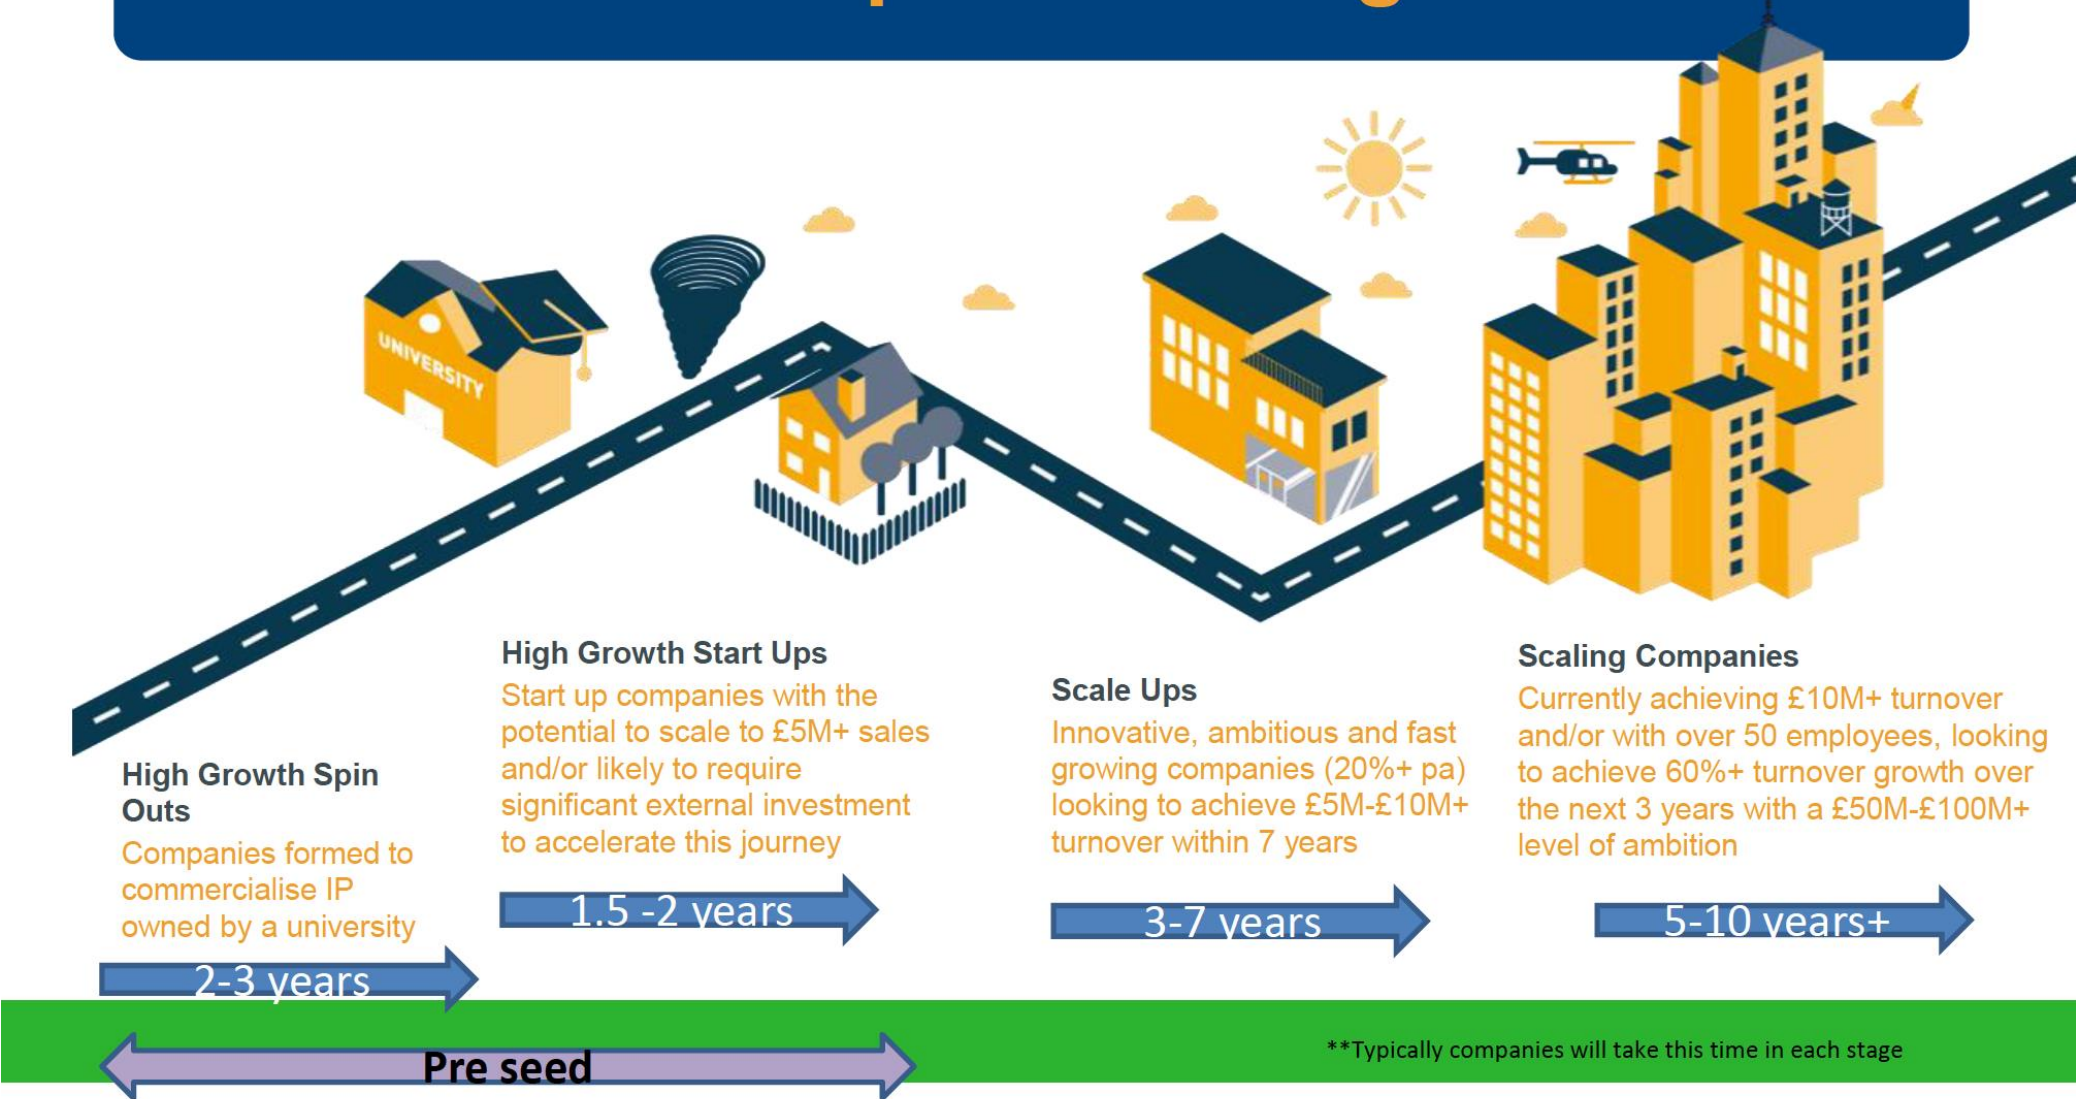 UNIVERSITY
High Growth Spin
Outs
Companies formed to
commercialise IP
owned by a university
2-3 years
High Growth Start Ups
Start up companies with the
potential to scale to £5M+ sales
and/or likely to require
significant external investment
to accelerate this journey
1.5 -2 years
Scale Ups
Innovative, ambitious and fast
growing companies (20%+ pa)
looking to achieve £5M-£10M+
turnover within 7 years
3-7 years
Scaling Companies
Currently achieving £10M+ turnover
and/or with over 50 employees, looking
to achieve 60%+ turnover growth over
the next 3 years with a £50M-£100M+
level of ambition
5-10 years+
Pre seed
**Typically companies will take this time in each stage